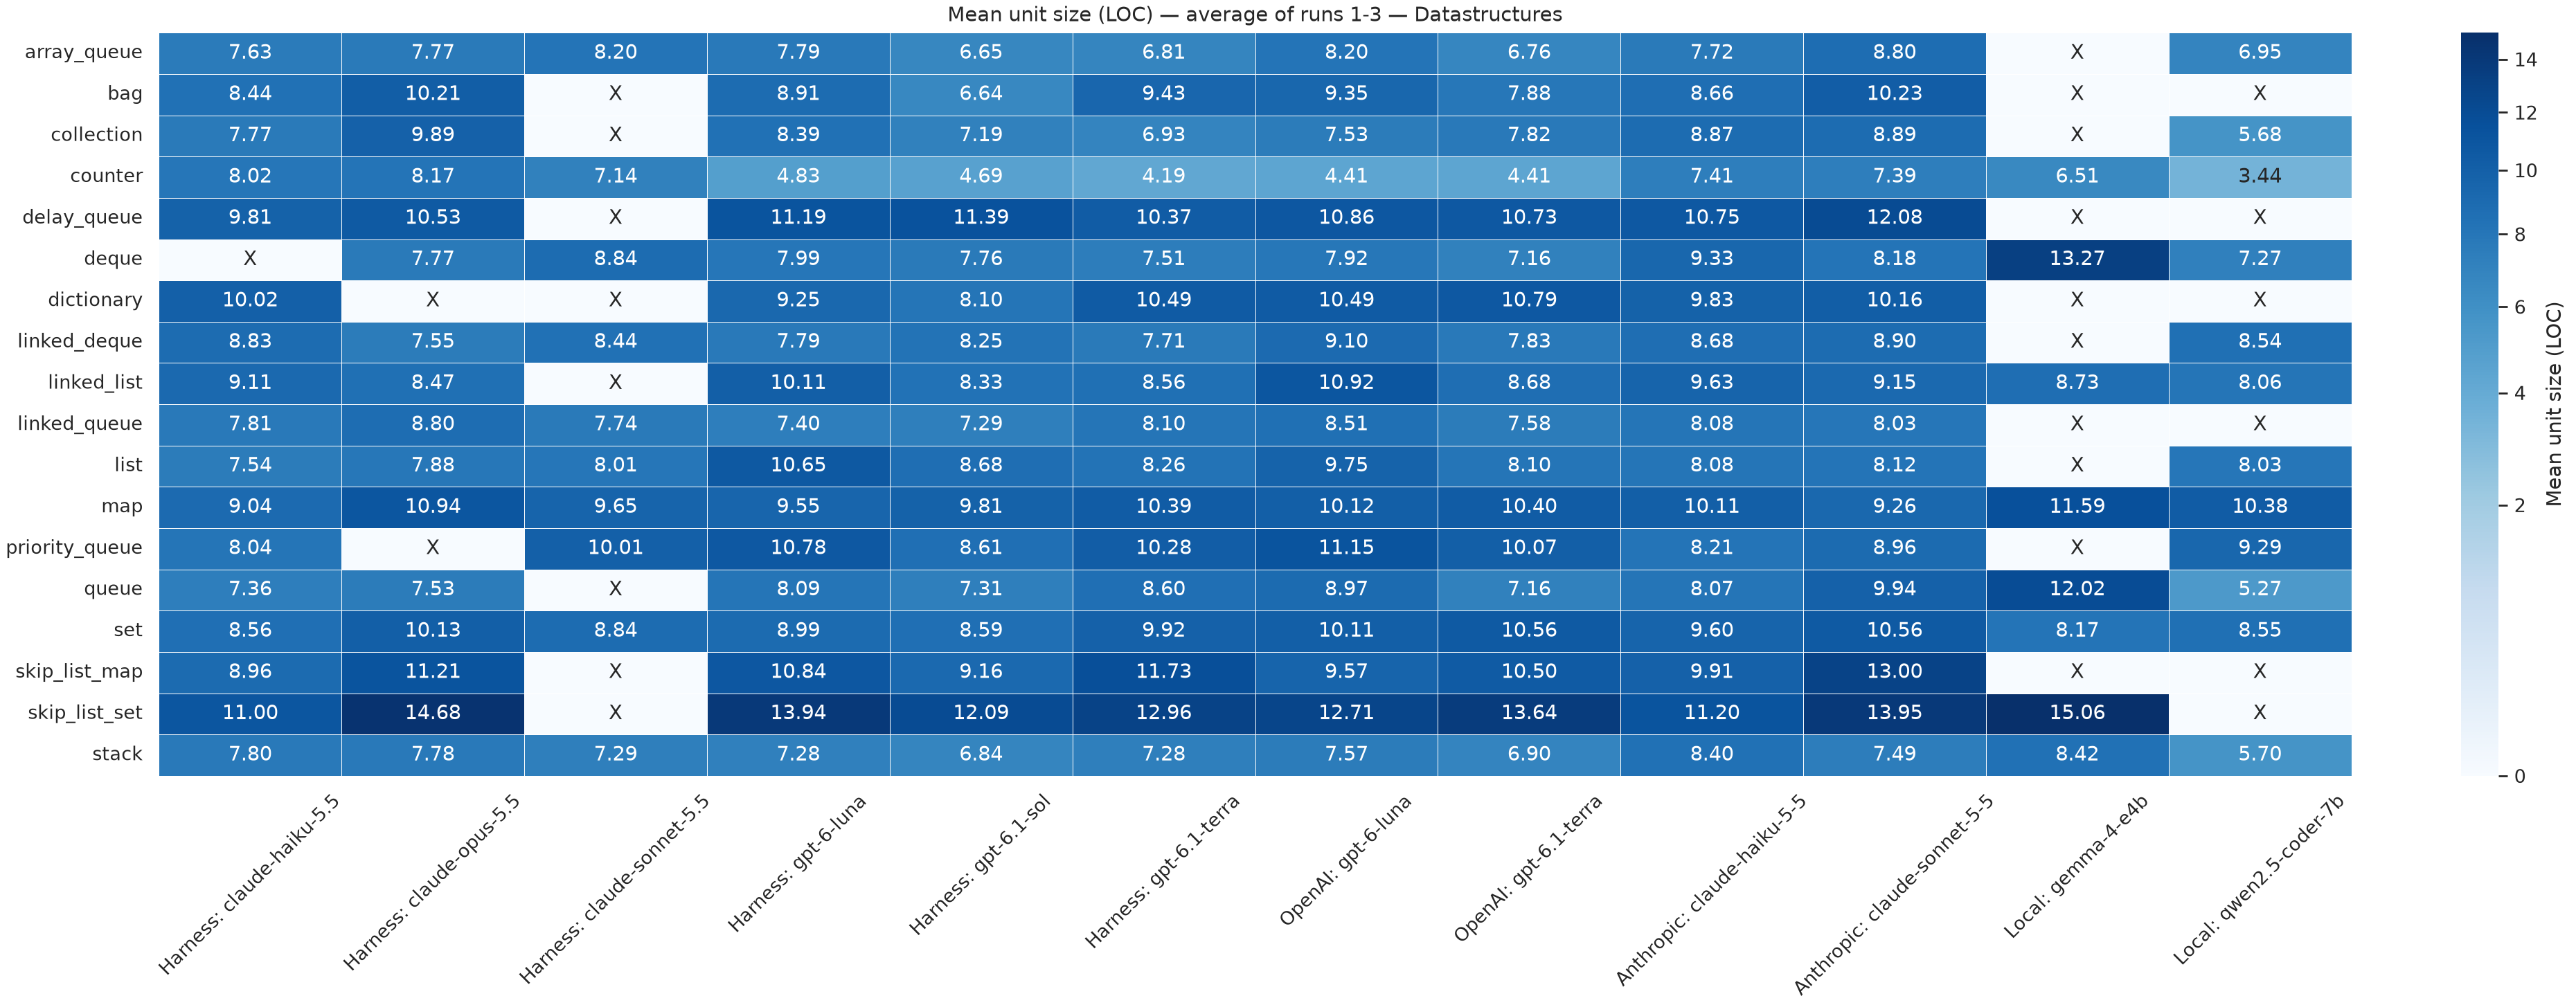 Mean unit size (LOC) — average of runs 1-3 — Datastructures
array_queue 7.63 7.77 8.20 7.79 6.65 6.81 8.20 6.76 7.72 8.80 X 6.95
bag 8.44 10.21 X 8.91 6.64 9.43 9.35 7.88 8.66 10.23 X X
collection 7.77 9.89 X 8.39 7.19 6.93 7.53 7.82 8.87 8.89 X 5.68
counter 8.02 8.17 7.14 4.83 4.69 4.19 4.41 4.41 7.41 7.39 6.51 3.44
delay_queue 9.81 10.53 X 11.19 11.39 10.37 10.86 10.73 10.75 12.08 X X
deque X 7.77 8.84 7.99 7.76 7.51 7.92 7.16 9.33 8.18 13.27 7.27
dictionary 10.02 X X 9.25 8.10 10.49 10.49 10.79 9.83 10.16 X X
linked_deque 8.83 7.55 8.44 7.79 8.25 7.71 9.10 7.83 8.68 8.90 X 8.54
linked_list 9.11 8.47 X 10.11 8.33 8.56 10.92 8.68 9.63 9.15 8.73 8.06
linked_queue 7.81 8.80 7.74 7.40 7.29 8.10 8.51 7.58 8.08 8.03 X X
list 7.54 7.88 8.01 10.65 8.68 8.26 9.75 8.10 8.08 8.12 X 8.03
map 9.04 10.94 9.65 9.55 9.81 10.39 10.12 10.40 10.11 9.26 11.59 10.38
priority_queue 8.04 X 10.01 10.78 8.61 10.28 11.15 10.07 8.21 8.96 X 9.29
queue 7.36 7.53 X 8.09 7.31 8.60 8.97 7.16 8.07 9.94 12.02 5.27
set 8.56 10.13 8.84 8.99 8.59 9.92 10.11 10.56 9.60 10.56 8.17 8.55
skip_list_map 8.96 11.21 X 10.84 9.16 11.73 9.57 10.50 9.91 13.00 X X
skip_list_set 11.00 14.68 X 13.94 12.09 12.96 12.71 13.64 11.20 13.95 15.06 X
stack 7.80 7.78 7.29 7.28 6.84 7.28 7.57 6.90 8.40 7.49 8.42 5.70
Harness: claude-haiku-5.5
Harness: claude-opus-5.5
Harness: claude-sonnet-5.5
Harness: gpt-6-luna
Harness: gpt-6.1-sol
Harness: gpt-6.1-terra
OpenAI: gpt-6-luna
OpenAI: gpt-6.1-terra
Anthropic: claude-haiku-5-5
Anthropic: claude-sonnet-5-5
Local: gemma-4-e4b
Local: qwen2.5-coder-7b
14
12
10
8
6
4
2
0
Mean unit size (LOC)